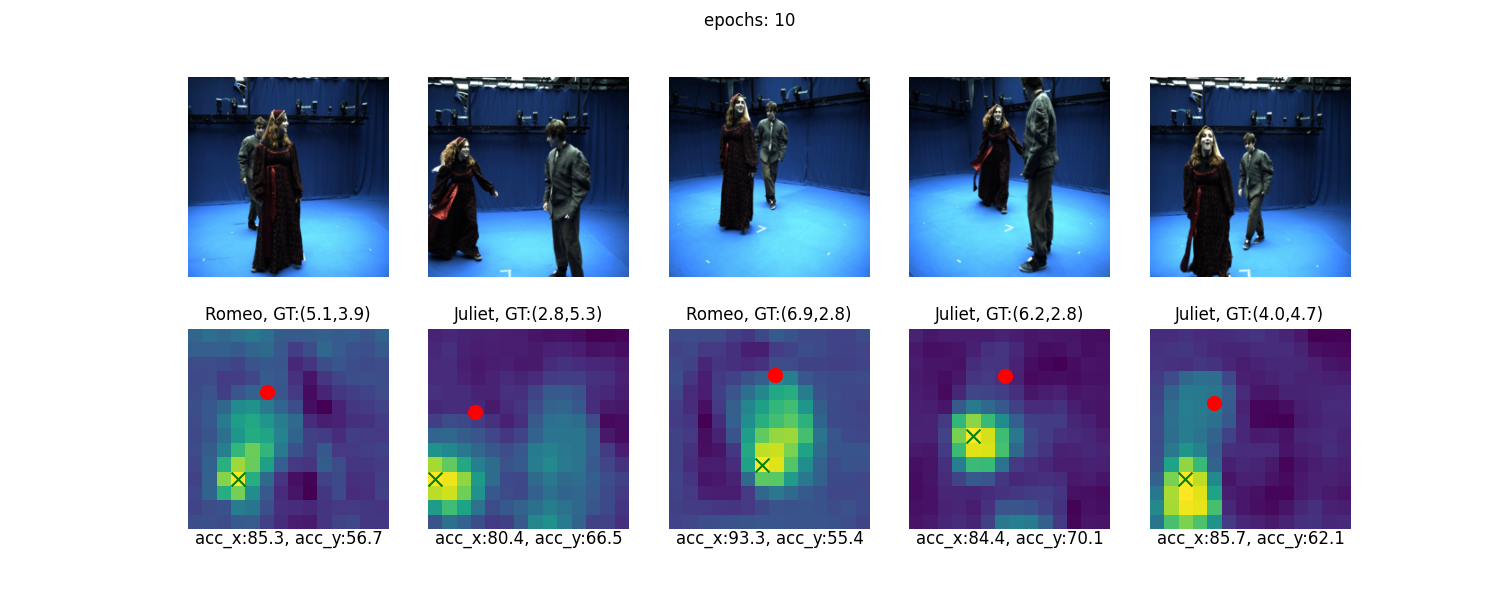 epochs: 10
Romeo, GT:(5.1,3.9)
Juliet, GT:(2.8,5.3)
Romeo, GT:(6.9,2.8)
Juliet, GT:(6.2,2.8)
Juliet, GT:(4.0,4.7)
acc_x:85.3, acc_y:56.7
acc_x:80.4, acc_y:66.5
acc_x:93.3, acc_y:55.4
acc_x:84.4, acc_y:70.1
acc_x:85.7, acc_y:62.1